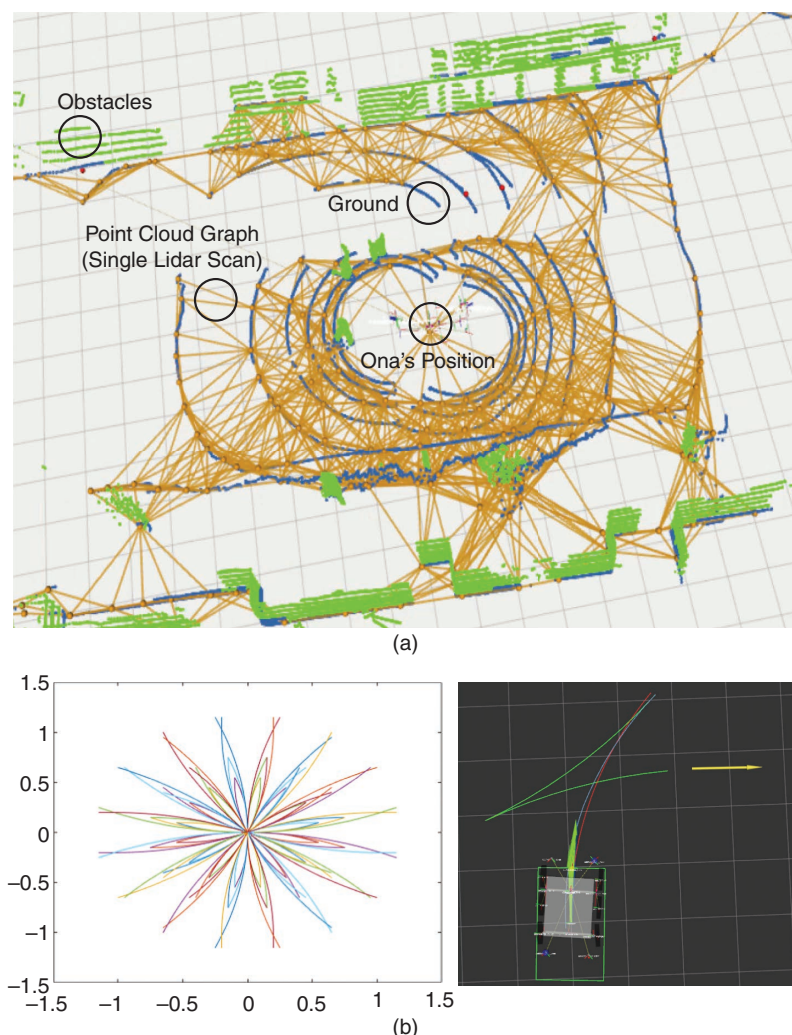 Obstacles
Ground
Point Cloud Graph
(Single Lidar Scan)
Ona’s Position
(a)
1.5
1
0.5
0
–0.5
–1
–1.5
–1.5
–1
–0.5
0
0.5
1
1.5
(b)